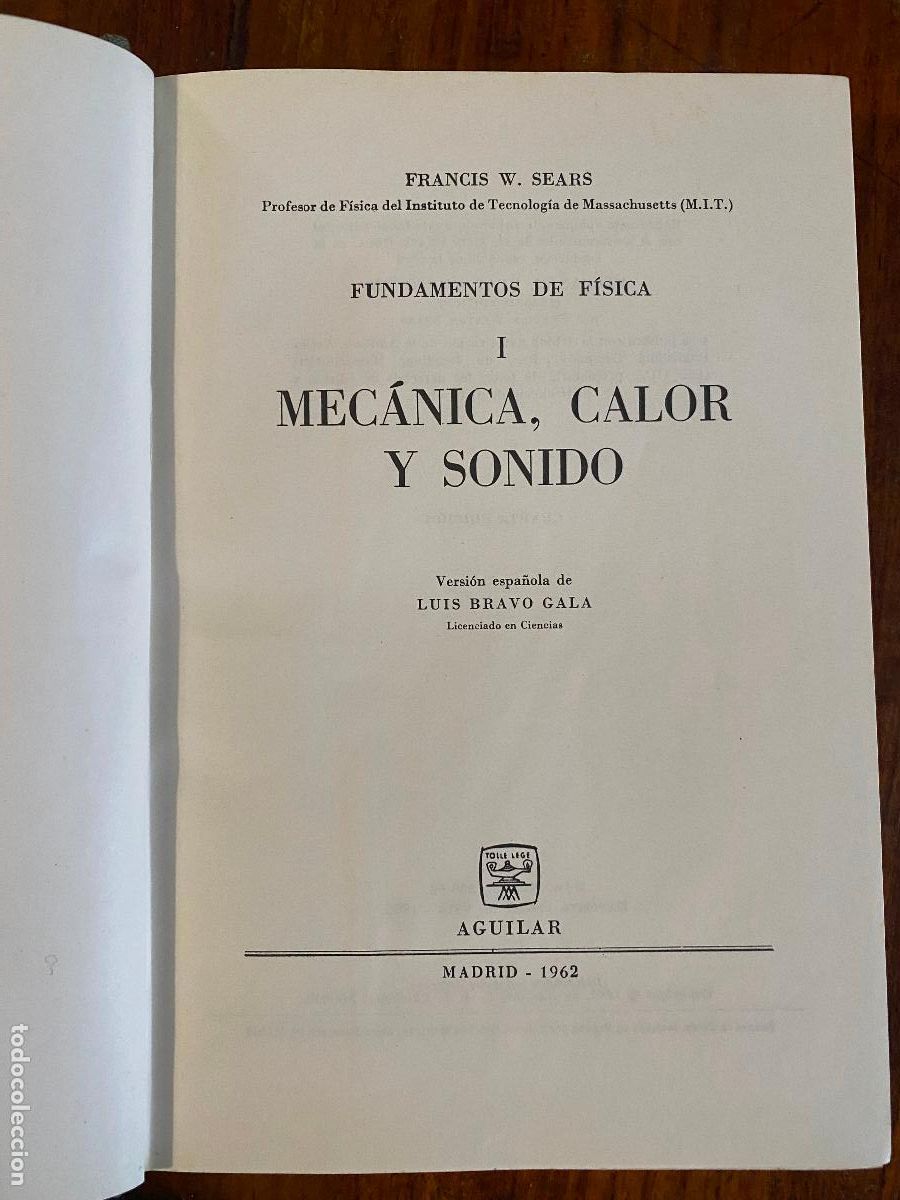 FRANCIS W. SEARS
Profesor de Física del Instituto de Tecnología de Massachusetts (M.I.T.)
FUNDAMENTOS DE FÍSICA
I
MECÁNICA, CALOR
Y SONIDO
Versión española de
LUIS BRAVO GALA
Licenciado en Ciencias
TOLLE LEGE
AGUILAR
MADRID - 1962
todocoleccion